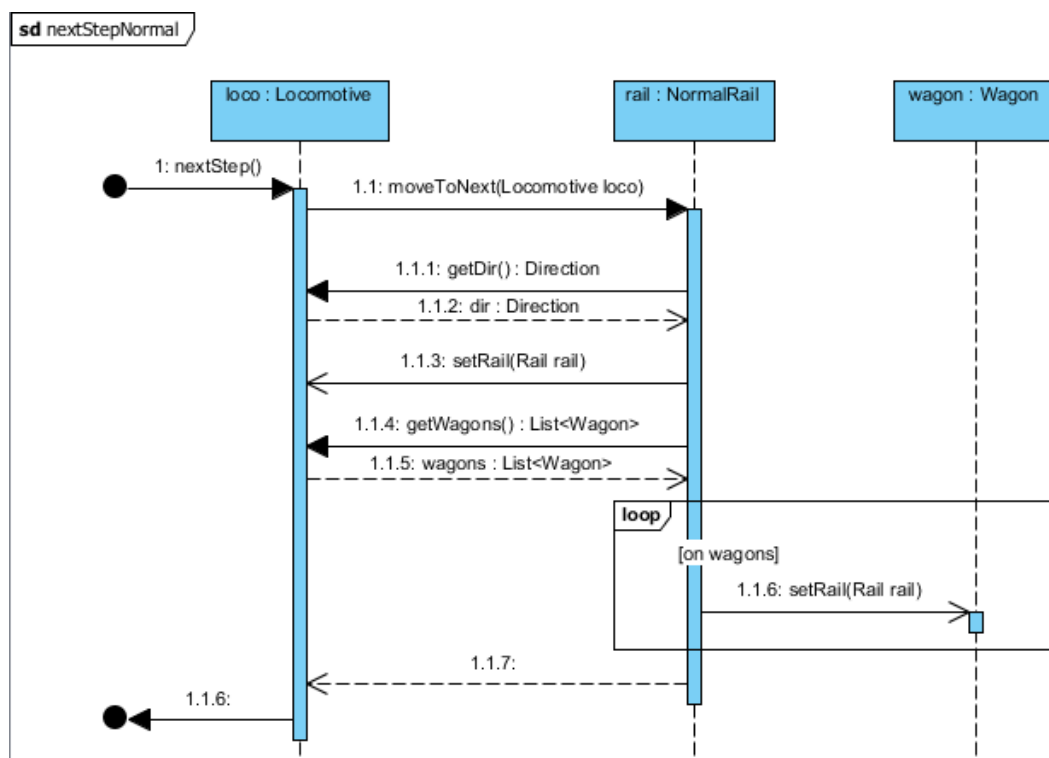 sd nextStepNormal
loco : Locomotive
rail : NormalRail
wagon : Wagon
1: nextStep()
1.1: moveToNext(Locomotive loco)
1.1.1: getDir() : Direction
1.1.2: dir : Direction
1.1.3: setRail(Rail rail)
1.1.4: getWagons() : List<Wagon>
1.1.5: wagons : List<Wagon>
loop
[on wagons]
1.1.6: setRail(Rail rail)
1.1.7:
1.1.6: